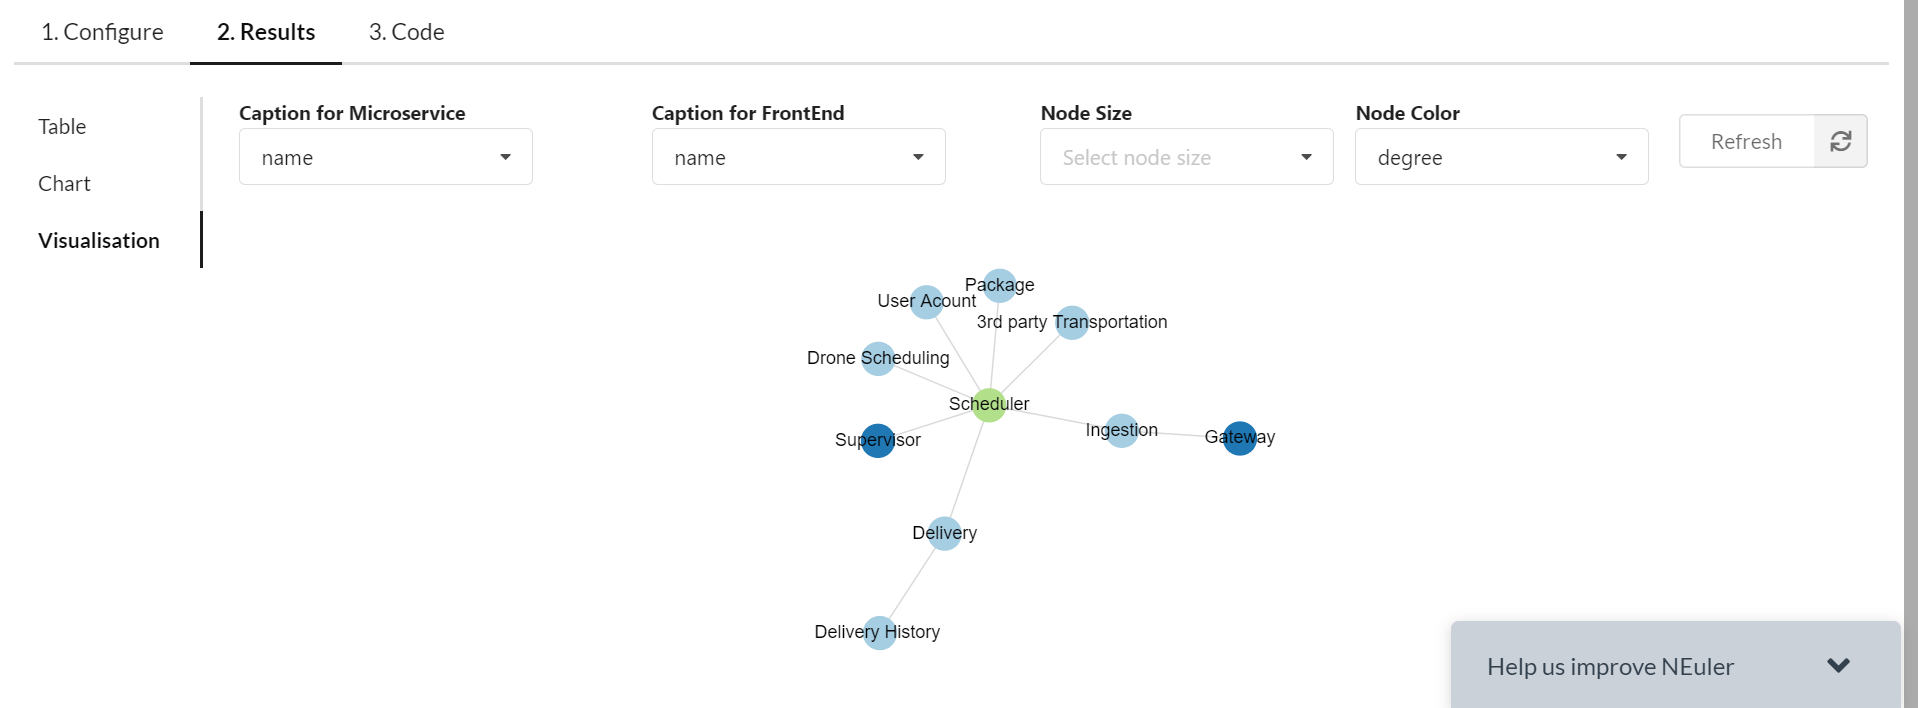 1. Configure
2. Results
3. Code
Table
Chart
Visualisation
Caption for Microservice
name
Caption for FrontEnd
name
Node Size
Select node size
Node Color
degree
Refresh
Package
User Acount
3rd party Transportation
Drone Scheduling
Scheduler
Ingestion
Gateway
Supervisor
Delivery
Delivery History
Help us improve NEuler